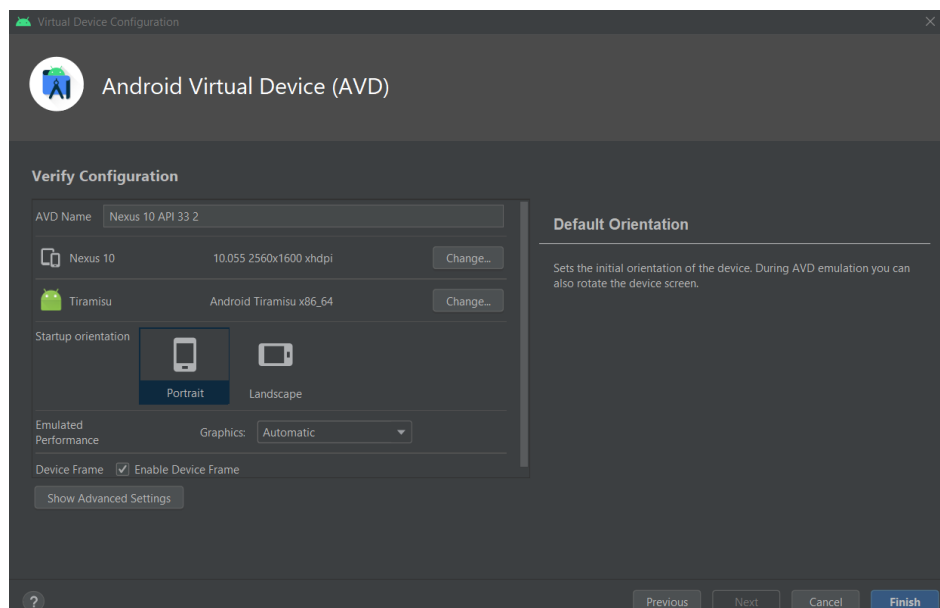 Virtual Device Configuration
Android Virtual Device (AVD)
Verify Configuration
AVD Name Nexus 10 API 33 2
Nexus 10 10.055 2560x1600 xhdpi Change...
Tiramisu Android Tiramisu x86_64 Change...
Startup orientation
Portrait Landscape
Emulated
Performance
Graphics: Automatic
Device Frame Enable Device Frame
Show Advanced Settings
Default Orientation
Sets the initial orientation of the device. During AVD emulation you can
also rotate the device screen.
? Previous Next Cancel Finish